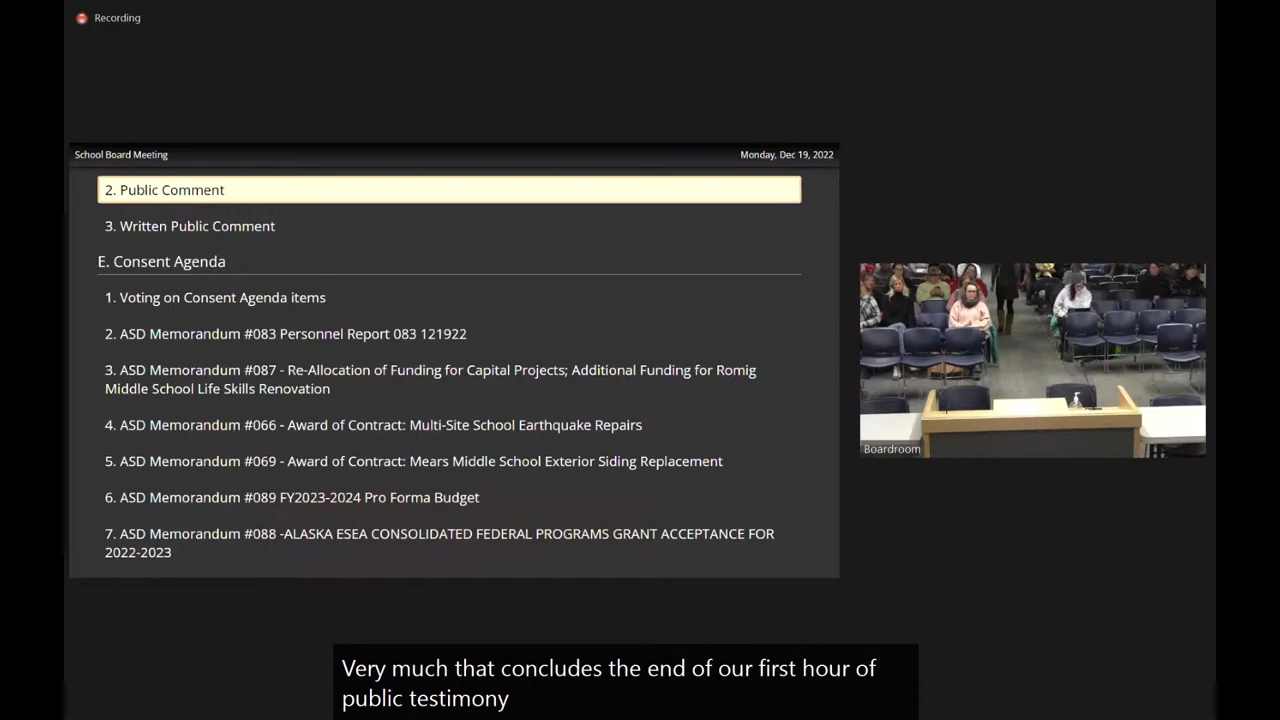 Recording
School Board Meeting
Monday, Dec 19, 2022
2. Public Comment
3. Written Public Comment
E. Consent Agenda
1. Voting on Consent Agenda items
2. ASD Memorandum #083 Personnel Report 083 121922
3. ASD Memorandum #087 - Re-Allocation of Funding for Capital Projects; Additional Funding for Romig
Middle School Life Skills Renovation
4. ASD Memorandum #066 - Award of Contract: Multi-Site School Earthquake Repairs
5. ASD Memorandum #069 - Award of Contract: Mears Middle School Exterior Siding Replacement
6. ASD Memorandum #089 FY2023-2024 Pro Forma Budget
7. ASD Memorandum #088 -ALASKA ESEA CONSOLIDATED FEDERAL PROGRAMS GRANT ACCEPTANCE FOR
2022-2023
Boardroom
Very much that concludes the end of our first hour of
public testimony